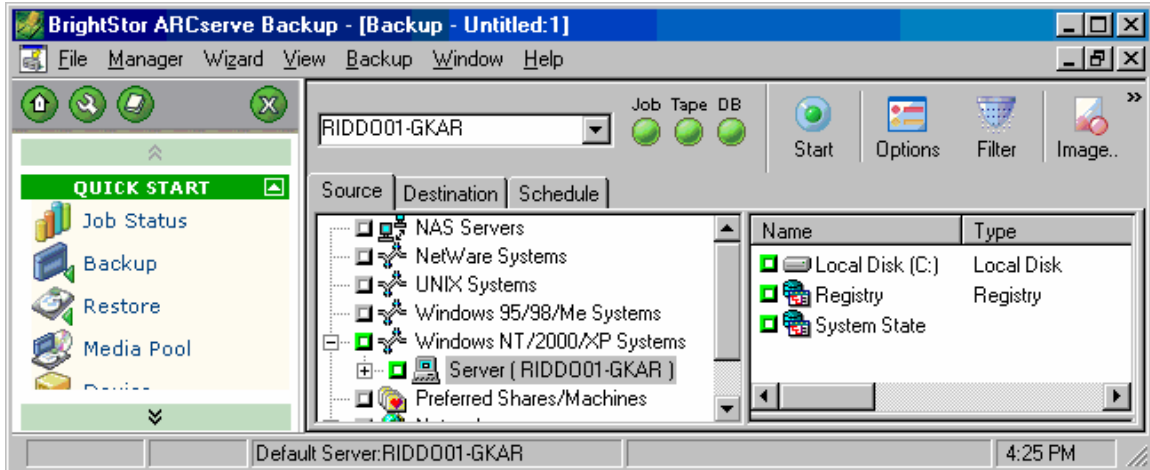 BrightStor ARCserve Backup - [Backup - Untitled:1]
File Manager Wizard View Backup Window Help
RIDDO01-GKAR
Job Tape DB
Start Options Filter Image..
QUICK START
Job Status
Backup
Restore
Media Pool
Source Destination Schedule
NAS Servers
NetWare Systems
UNIX Systems
Windows 95/98/Me Systems
Windows NT/2000/XP Systems
Server ( RIDDO01-GKAR )
Preferred Shares/Machines
Name Type
Local Disk (C:) Local Disk
Registry Registry
System State
Default Server:RIDDO01-GKAR
4:25 PM